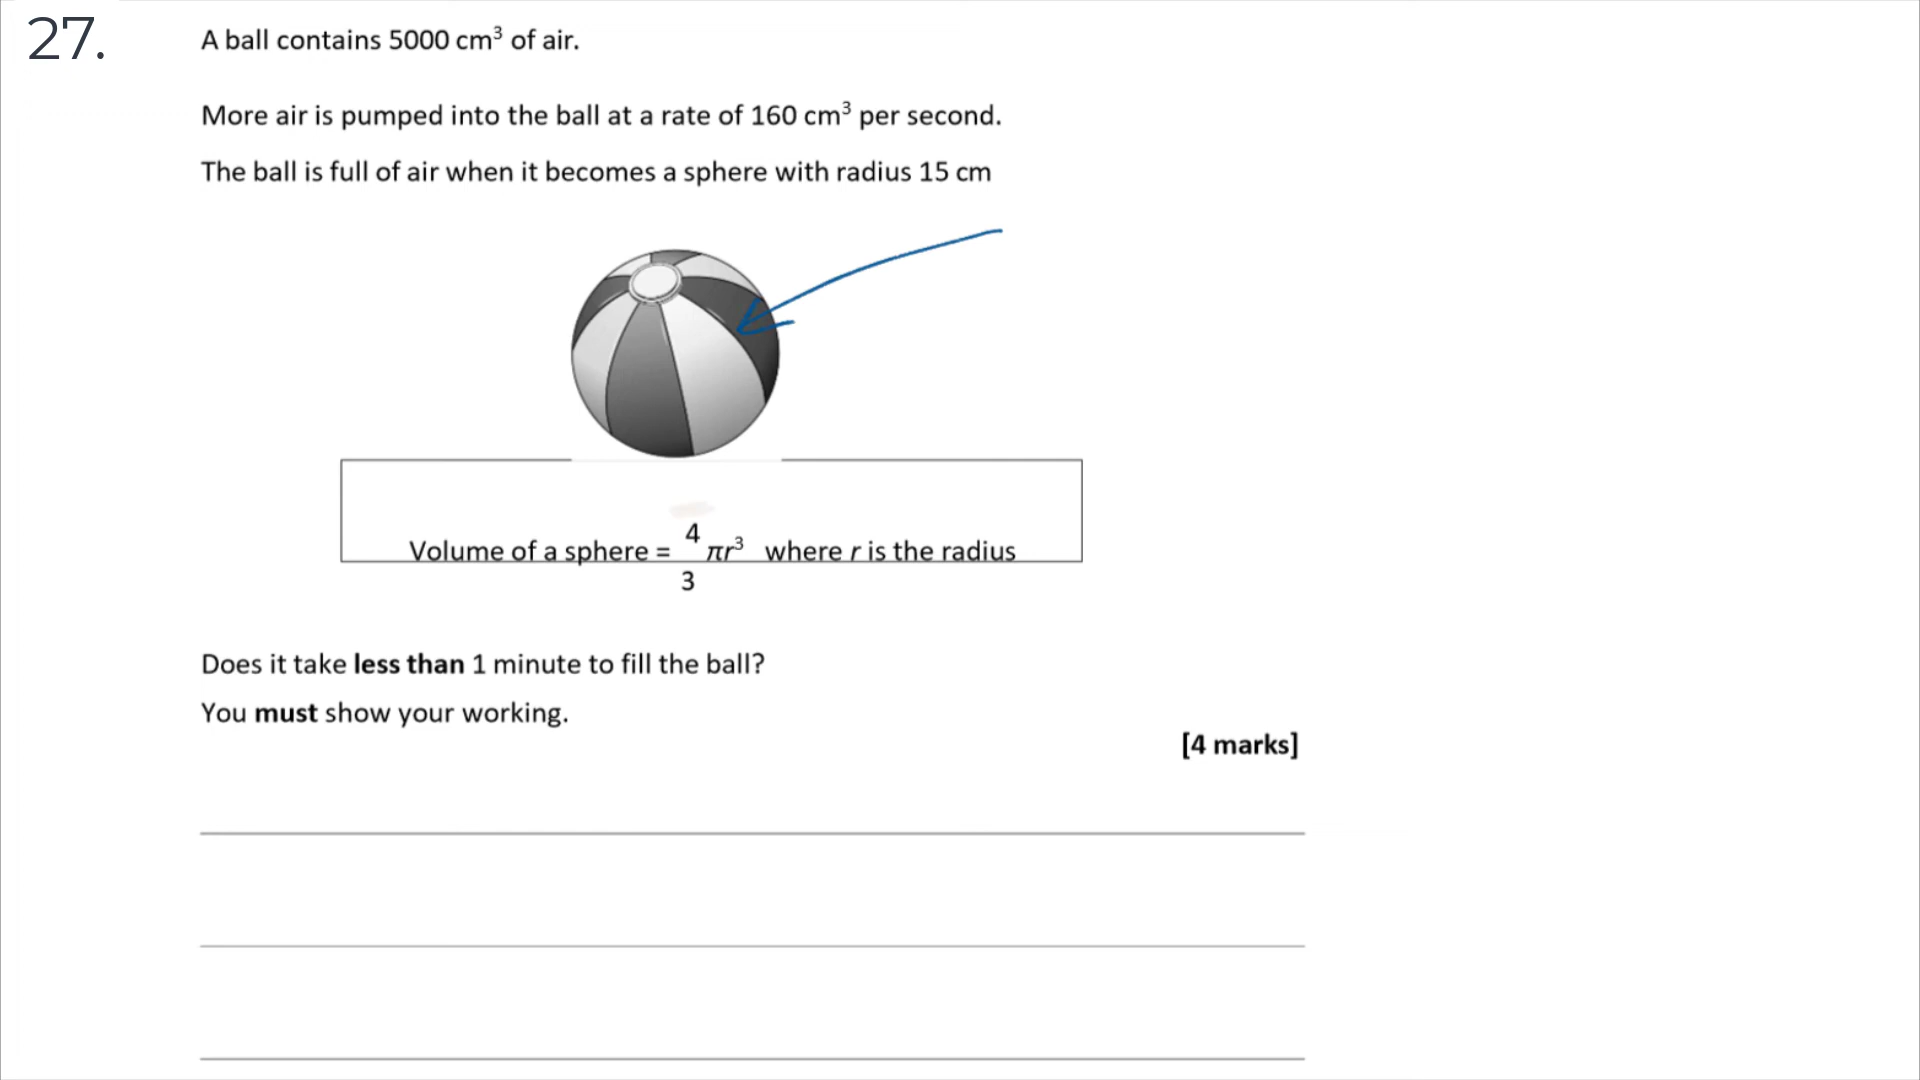 27.
A ball contains 5000 cm³ of air.
More air is pumped into the ball at a rate of 160 cm³ per second.
The ball is full of air when it becomes a sphere with radius 15 cm
Volume of a sphere = 4/3 πr³ where r is the radius
Does it take less than 1 minute to fill the ball?
You must show your working.
[4 marks]